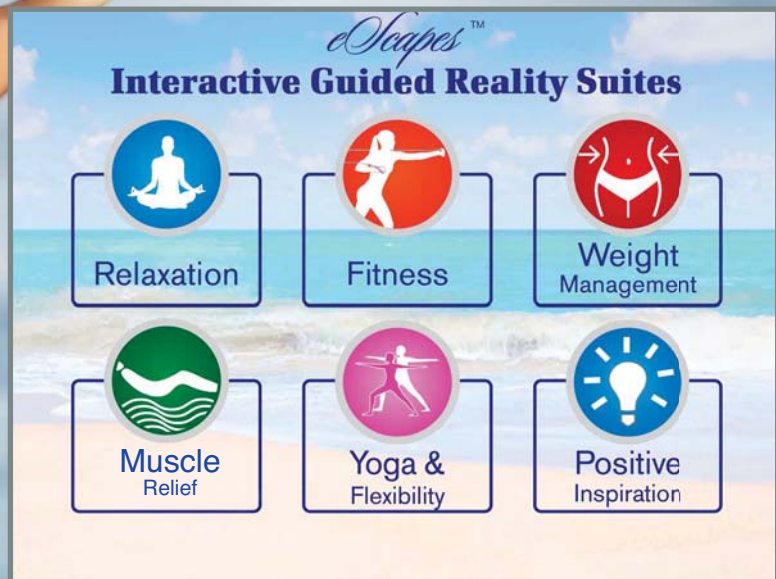 eScapes™
Interactive Guided Reality Suites
Relaxation
Fitness
Weight
Management
Muscle
Relief
Yoga &
Flexibility
Positive
Inspiration